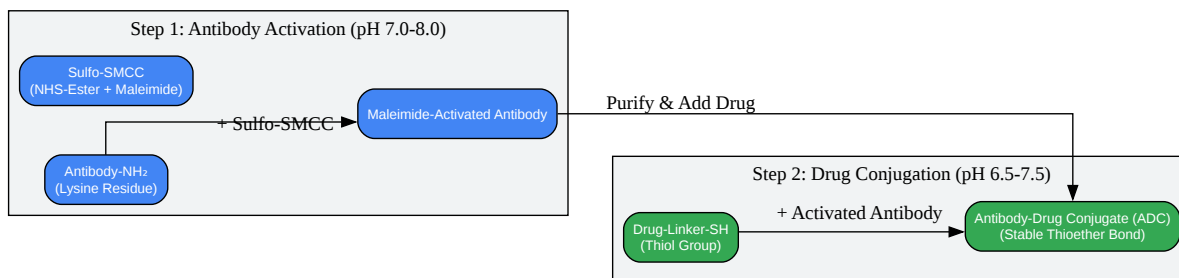 Step 1: Antibody Activation (pH 7.0-8.0)
Sulfo-SMCC
(NHS-Ester + Maleimide)
+ Sulfo-SMCC
Maleimide-Activated Antibody
Antibody-NH₂
(Lysine Residue)
Purify & Add Drug
Step 2: Drug Conjugation (pH 6.5-7.5)
Drug-Linker-SH
(Thiol Group)
+ Activated Antibody
Antibody-Drug Conjugate (ADC)
(Stable Thioether Bond)